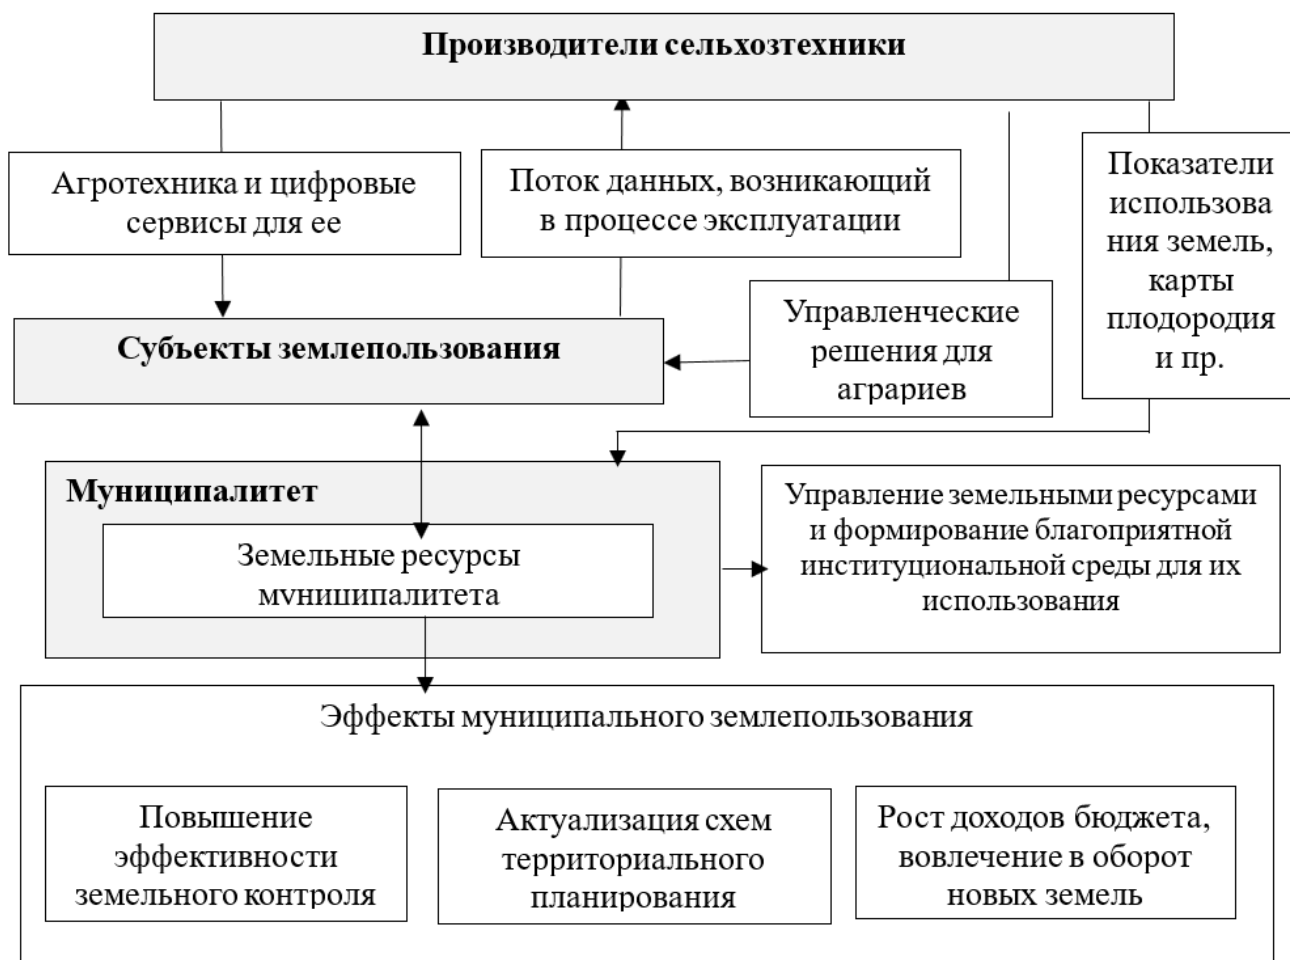 Производители сельхозтехники
Агротехника и цифровые
сервисы для ее
Поток данных, возникающий
в процессе эксплуатации
Показатели
использова
ния земель,
карты
плодородия
и пр.
Управленческие
решения для
аграриев
Субъекты землепользования
Муниципалитет
Земельные ресурсы
муниципалитета
Управление земельными ресурсами
и формирование благоприятной
институциональной среды для их
использования
Эффекты муниципального землепользования
Повышение
эффективности
земельного контроля
Актуализация схем
территориального
планирования
Рост доходов бюджета,
вовлечение в оборот
новых земель